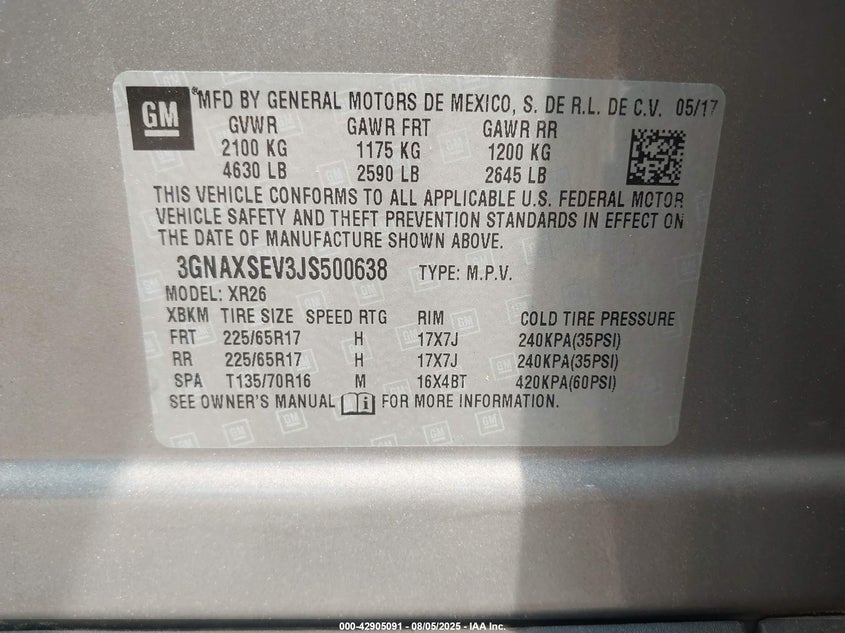 GM
®MFD BY GENERAL MOTORS DE MEXICO, S. DE R.L. DE C.V. 05/17
GVWR GAWR FRT GAWR RR
2100 KG 1175 KG 1200 KG
4630 LB 2590 LB 2645 LB
THIS VEHICLE CONFORMS TO ALL APPLICABLE U.S. FEDERAL MOTOR
VEHICLE SAFETY AND THEFT PREVENTION STANDARDS IN EFFECT ON
THE DATE OF MANUFACTURE SHOWN ABOVE.
3GNAXSEV3JS500638 TYPE: M.P.V.
MODEL: XR26
XBKM TIRE SIZE SPEED RTG RIM COLD TIRE PRESSURE
FRT 225/65R17 H 17X7J 240KPA(35PSI)
RR 225/65R17 H 17X7J 240KPA(35PSI)
SPA T135/70R16 M 16X4BT 420KPA(60PSI)
SEE OWNER'S MANUAL i FOR MORE INFORMATION.
000-42905091 - 08/05/2025 - IAA Inc.